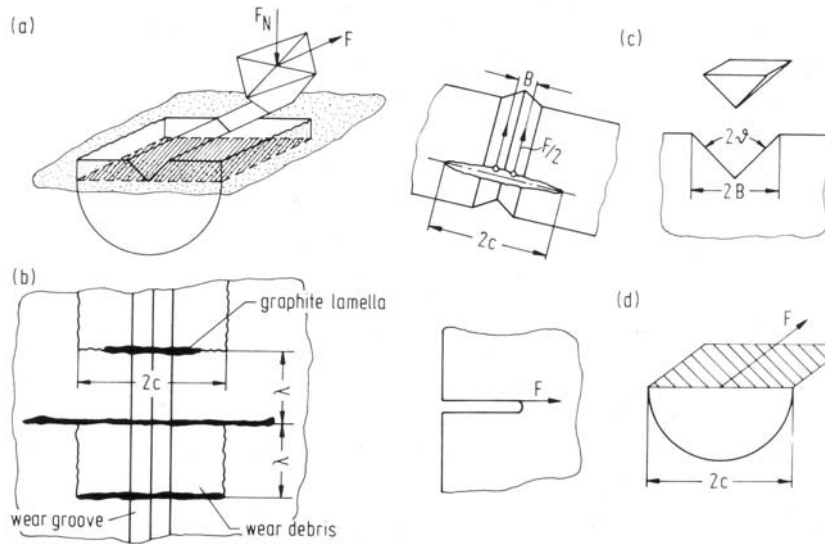 (a)
F_N
F
B
F/2
2c
(c)
2ϑ
2B
(b)
graphite lamella
2c
λ
λ
wear groove
wear debris
F
(d)
F
2c